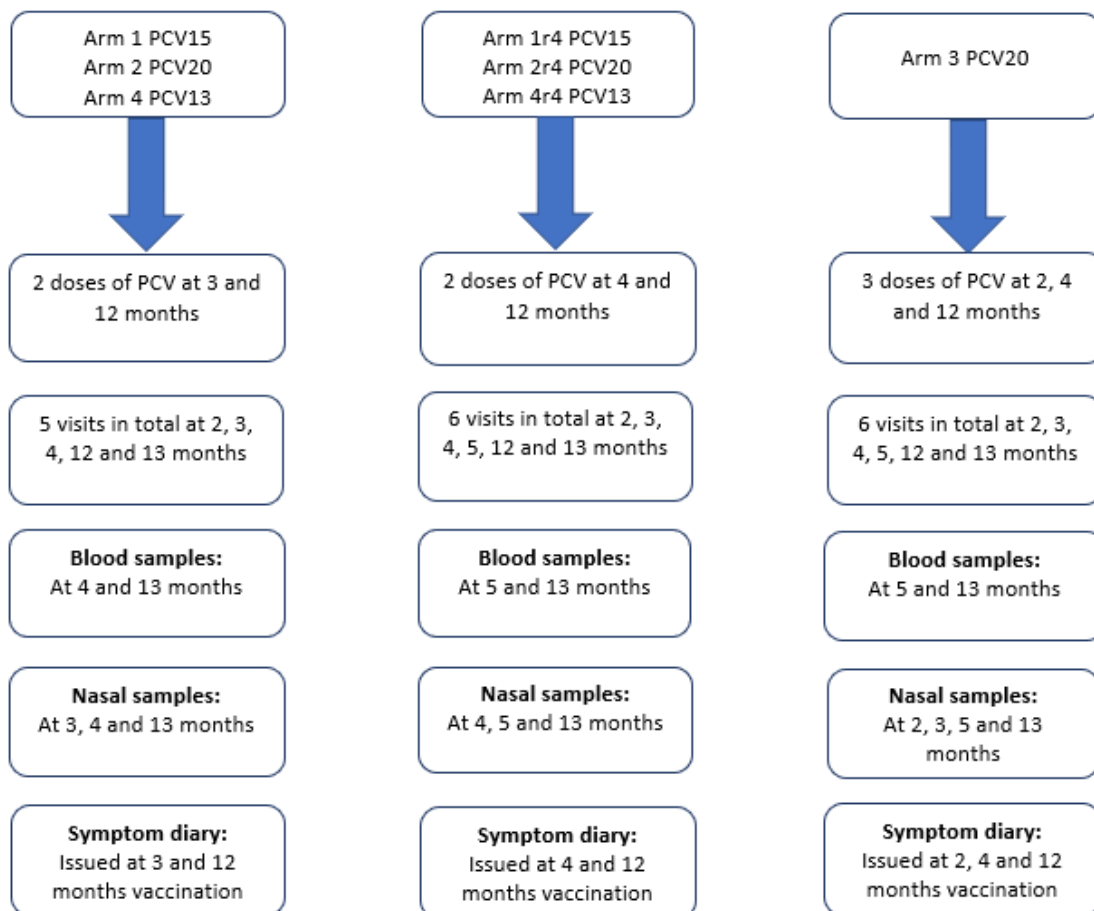 Arm 1 PCV15
Arm 2 PCV20
Arm 4 PCV13
2 doses of PCV at 3 and
12 months
5 visits in total at 2, 3,
4, 12 and 13 months
Blood samples:
At 4 and 13 months
Nasal samples:
At 3, 4 and 13 months
Symptom diary:
Issued at 3 and 12
months vaccination
Arm 1r4 PCV15
Arm 2r4 PCV20
Arm 4r4 PCV13
2 doses of PCV at 4 and
12 months
6 visits in total at 2, 3,
4, 5, 12 and 13 months
Blood samples:
At 5 and 13 months
Nasal samples:
At 4, 5 and 13 months
Symptom diary:
Issued at 4 and 12
months vaccination
Arm 3 PCV20
3 doses of PCV at 2, 4
and 12 months
6 visits in total at 2, 3,
4, 5, 12 and 13 months
Blood samples:
At 5 and 13 months
Nasal samples:
At 2, 3, 5 and 13
months
Symptom diary:
Issued at 2, 4 and 12
months vaccination